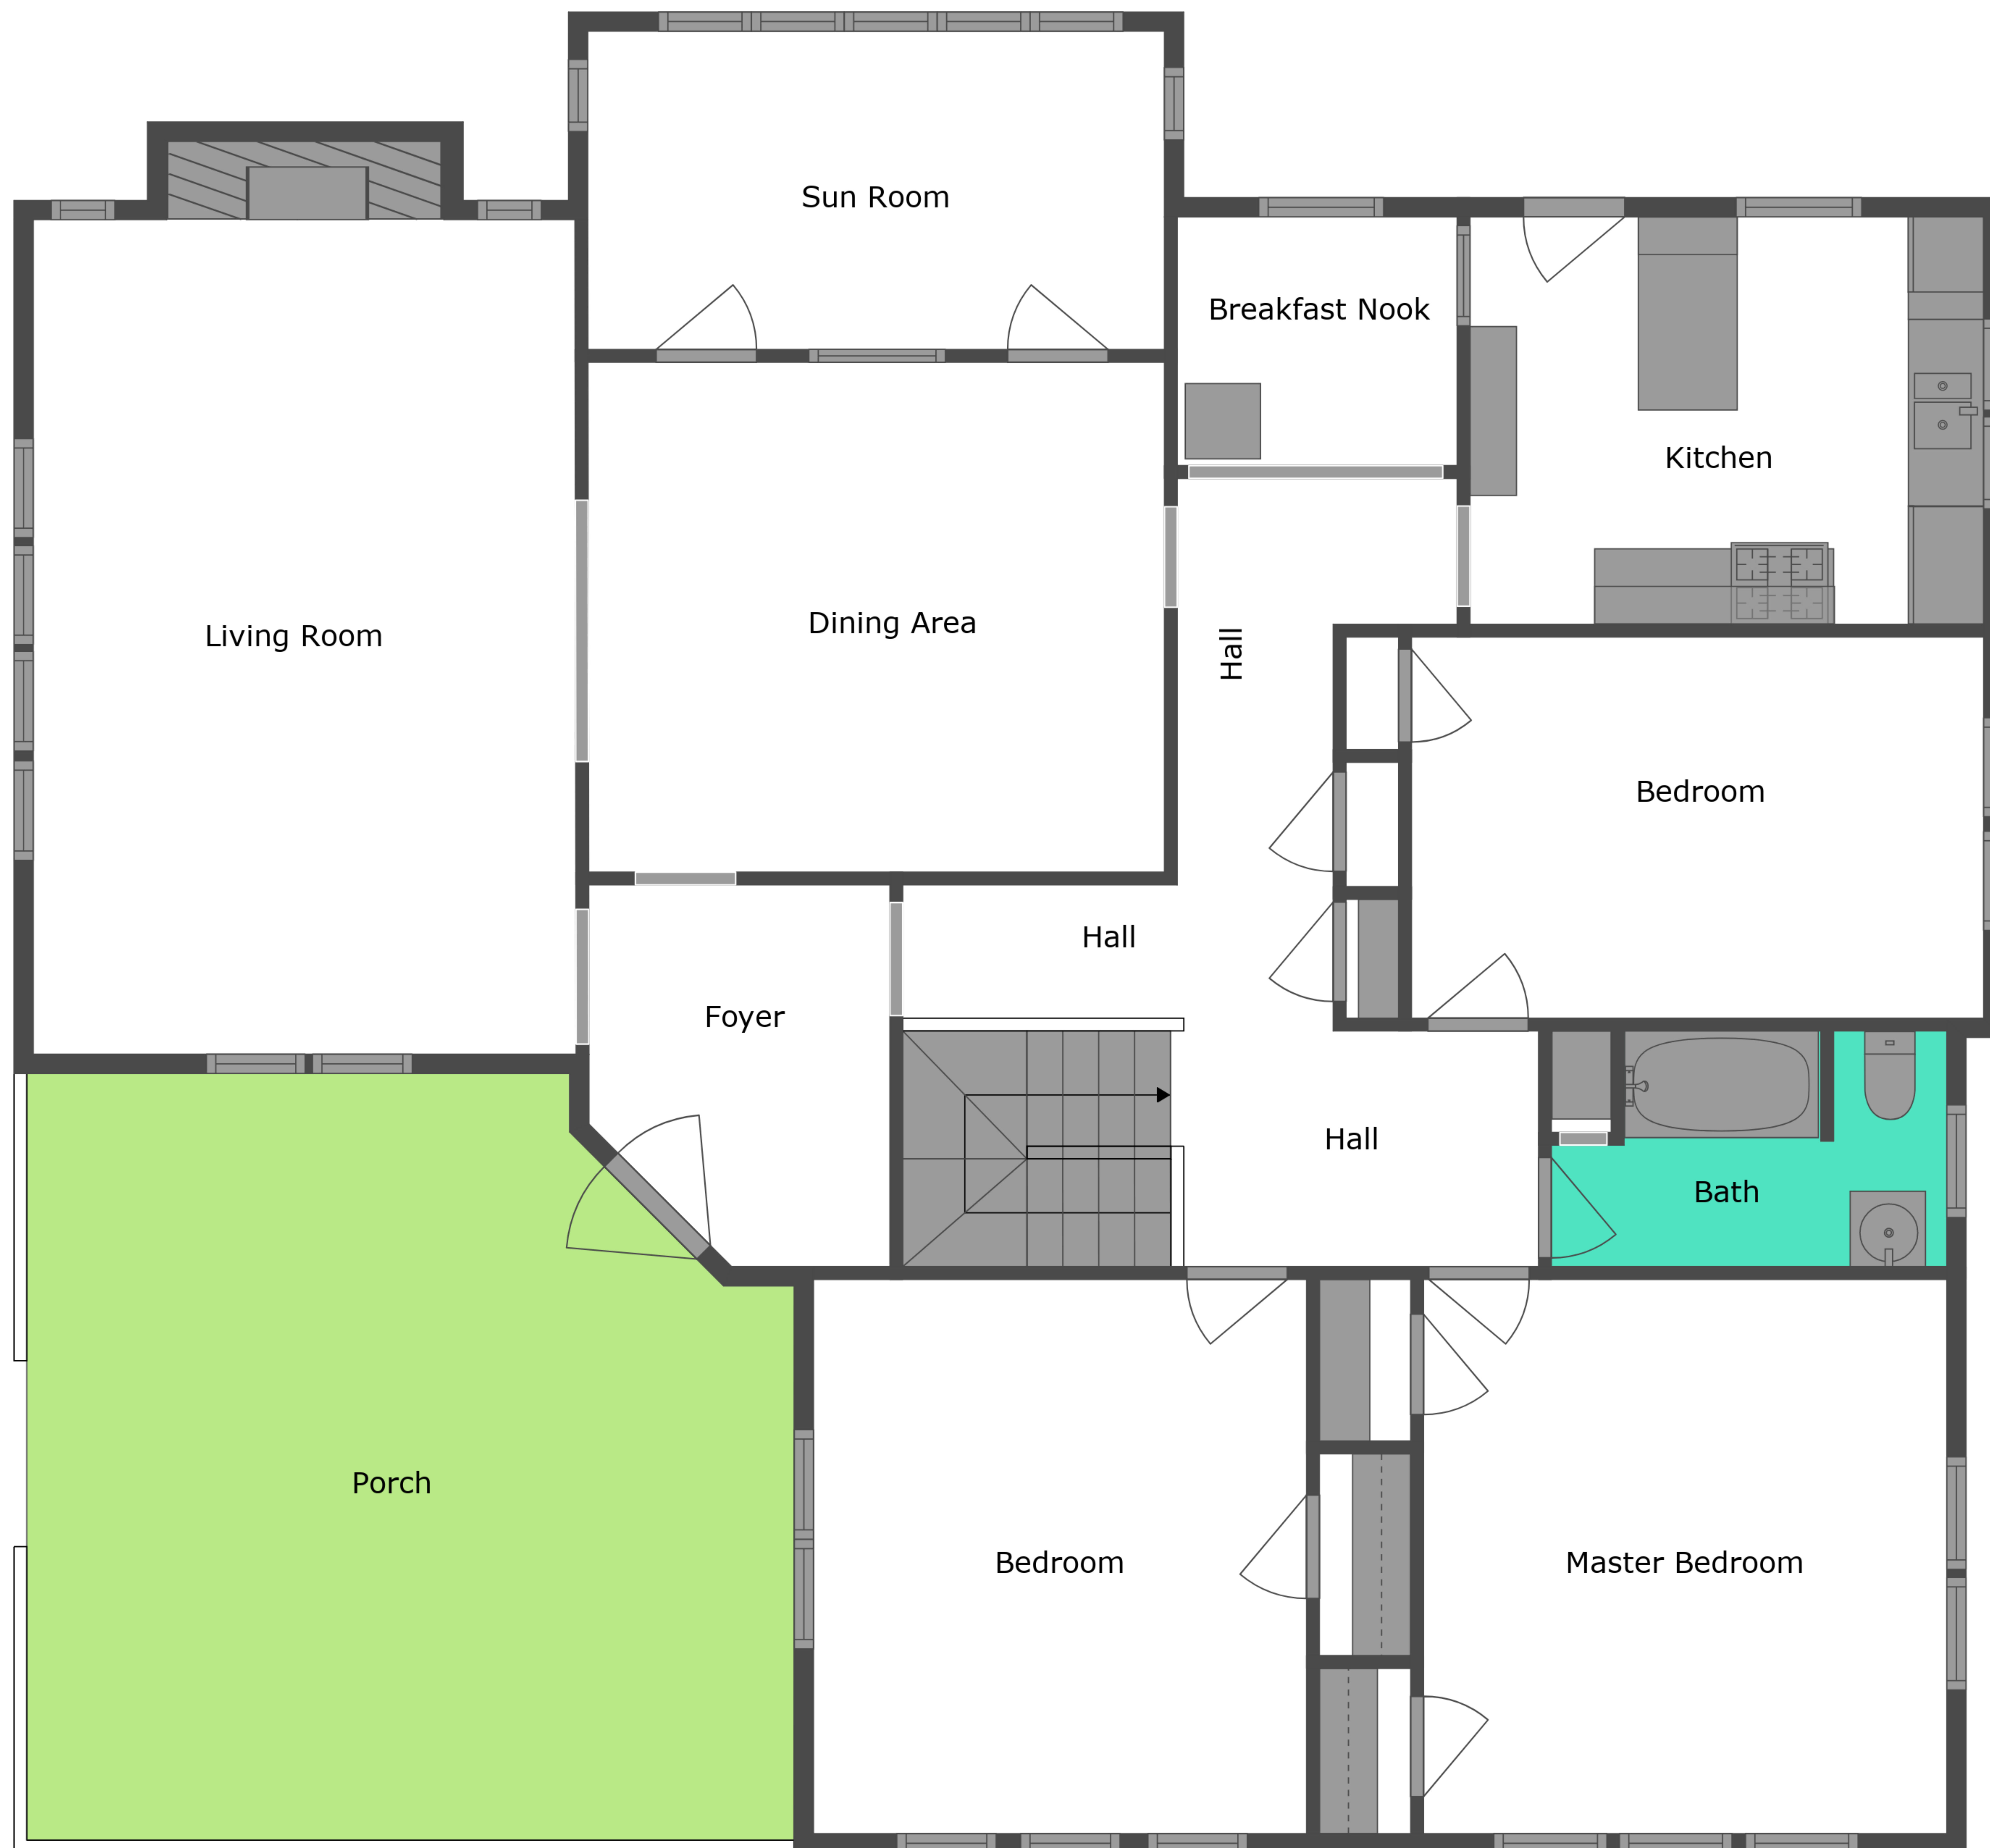 Sun Room
Breakfast Nook
Kitchen
Living Room
Dining Area
Hall
Bedroom
Hall
Foyer
Hall
Bath
Porch
Bedroom
Master Bedroom